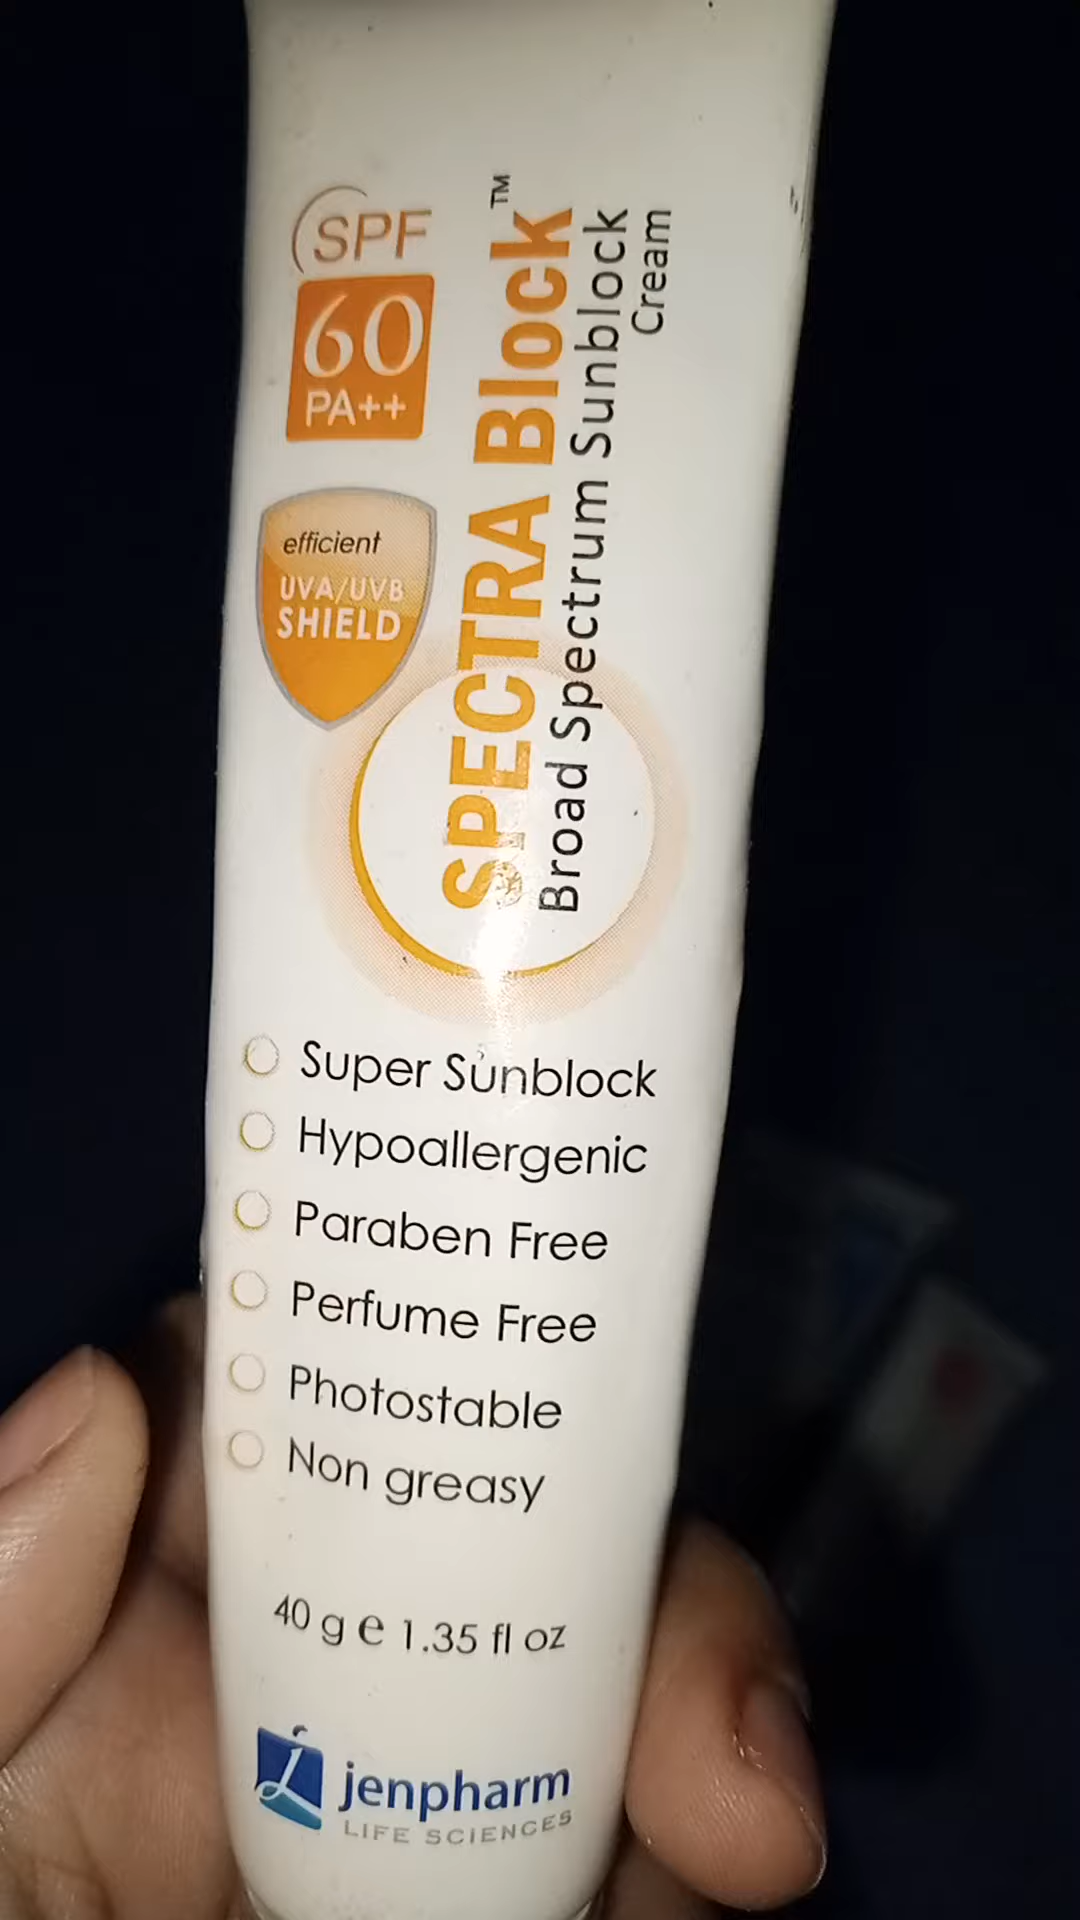 SPF
60
PA++
efficient
UVA/UVB
SHIELD
SPECTRA Block™
Broad Spectrum Sunblock
Cream
Super Sunblock
Hypoallergenic
Paraben Free
Perfume Free
Photostable
Non greasy
40 g e 1.35 fl oz
jenpharm
LIFE SCIENCES